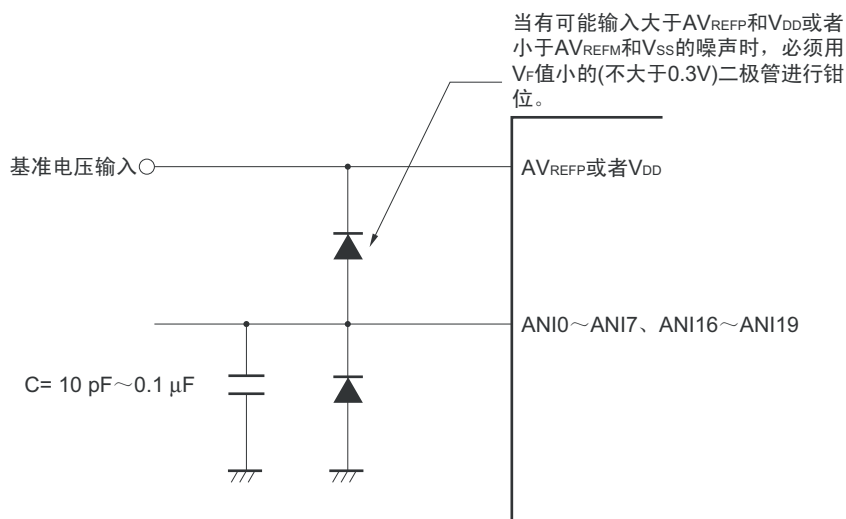 当有可能输入大于AVREFP和VDD或者
小于AVREFM和VSS的噪声时，必须用
VF值小的(不大于0.3V)二极管进行钳
位。
基准电压输入
AVREFP或者VDD
ANI0～ANI7、ANI16～ANI19
C= 10 pF～0.1 μF